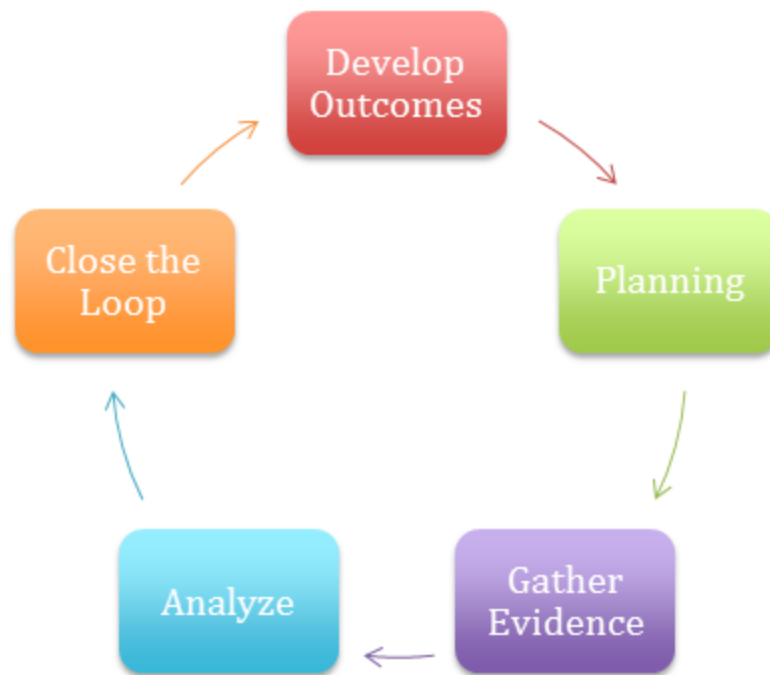 Develop
Outcomes
Planning
Gather
Evidence
Analyze
Close the
Loop